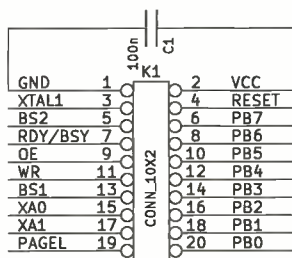 100n
C1
K1
GND 1 2 VCC
XTAL1 3 4 RESET
BS2 5 6 PB7
RDY/BSY 7 8 PB6
OE 9 10 PB5
WR 11 12 PB4
BS1 13 14 PB3
XA0 15 16 PB2
XA1 17 18 PB1
PAGEL 19 20 PB0
CONN_10X2